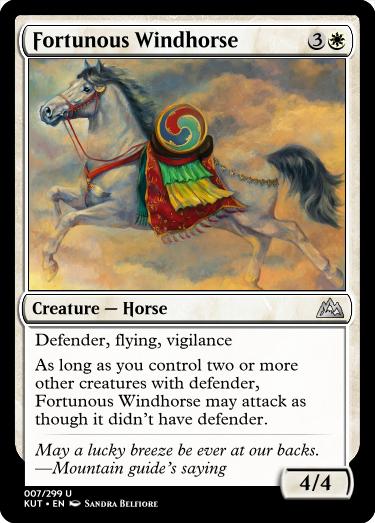 Fortunous Windhorse 3
Creature — Horse
Defender, flying, vigilance
As long as you control two or more
other creatures with defender,
Fortunous Windhorse may attack as
though it didn't have defender.
May a lucky breeze be ever at our backs.
—Mountain guide's saying
4/4
007/299 U
KUT • EN Sandra Belfiore